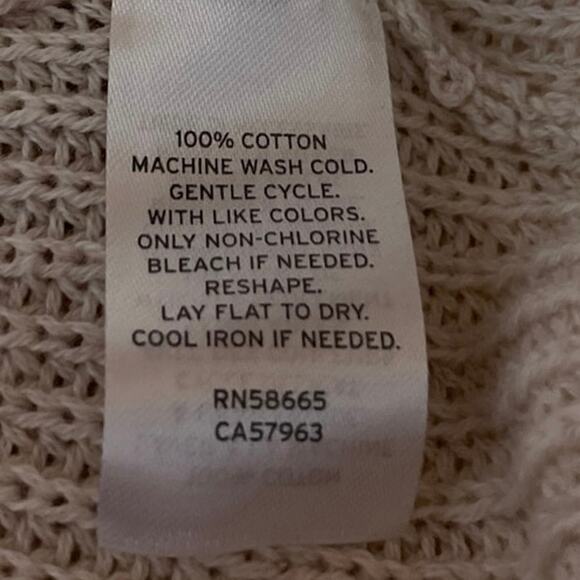 100% COTTON
MACHINE WASH COLD.
GENTLE CYCLE.
WITH LIKE COLORS.
ONLY NON-CHLORINE
BLEACH IF NEEDED.
RESHAPE.
LAY FLAT TO DRY.
COOL IRON IF NEEDED.
RN58665
CA57963